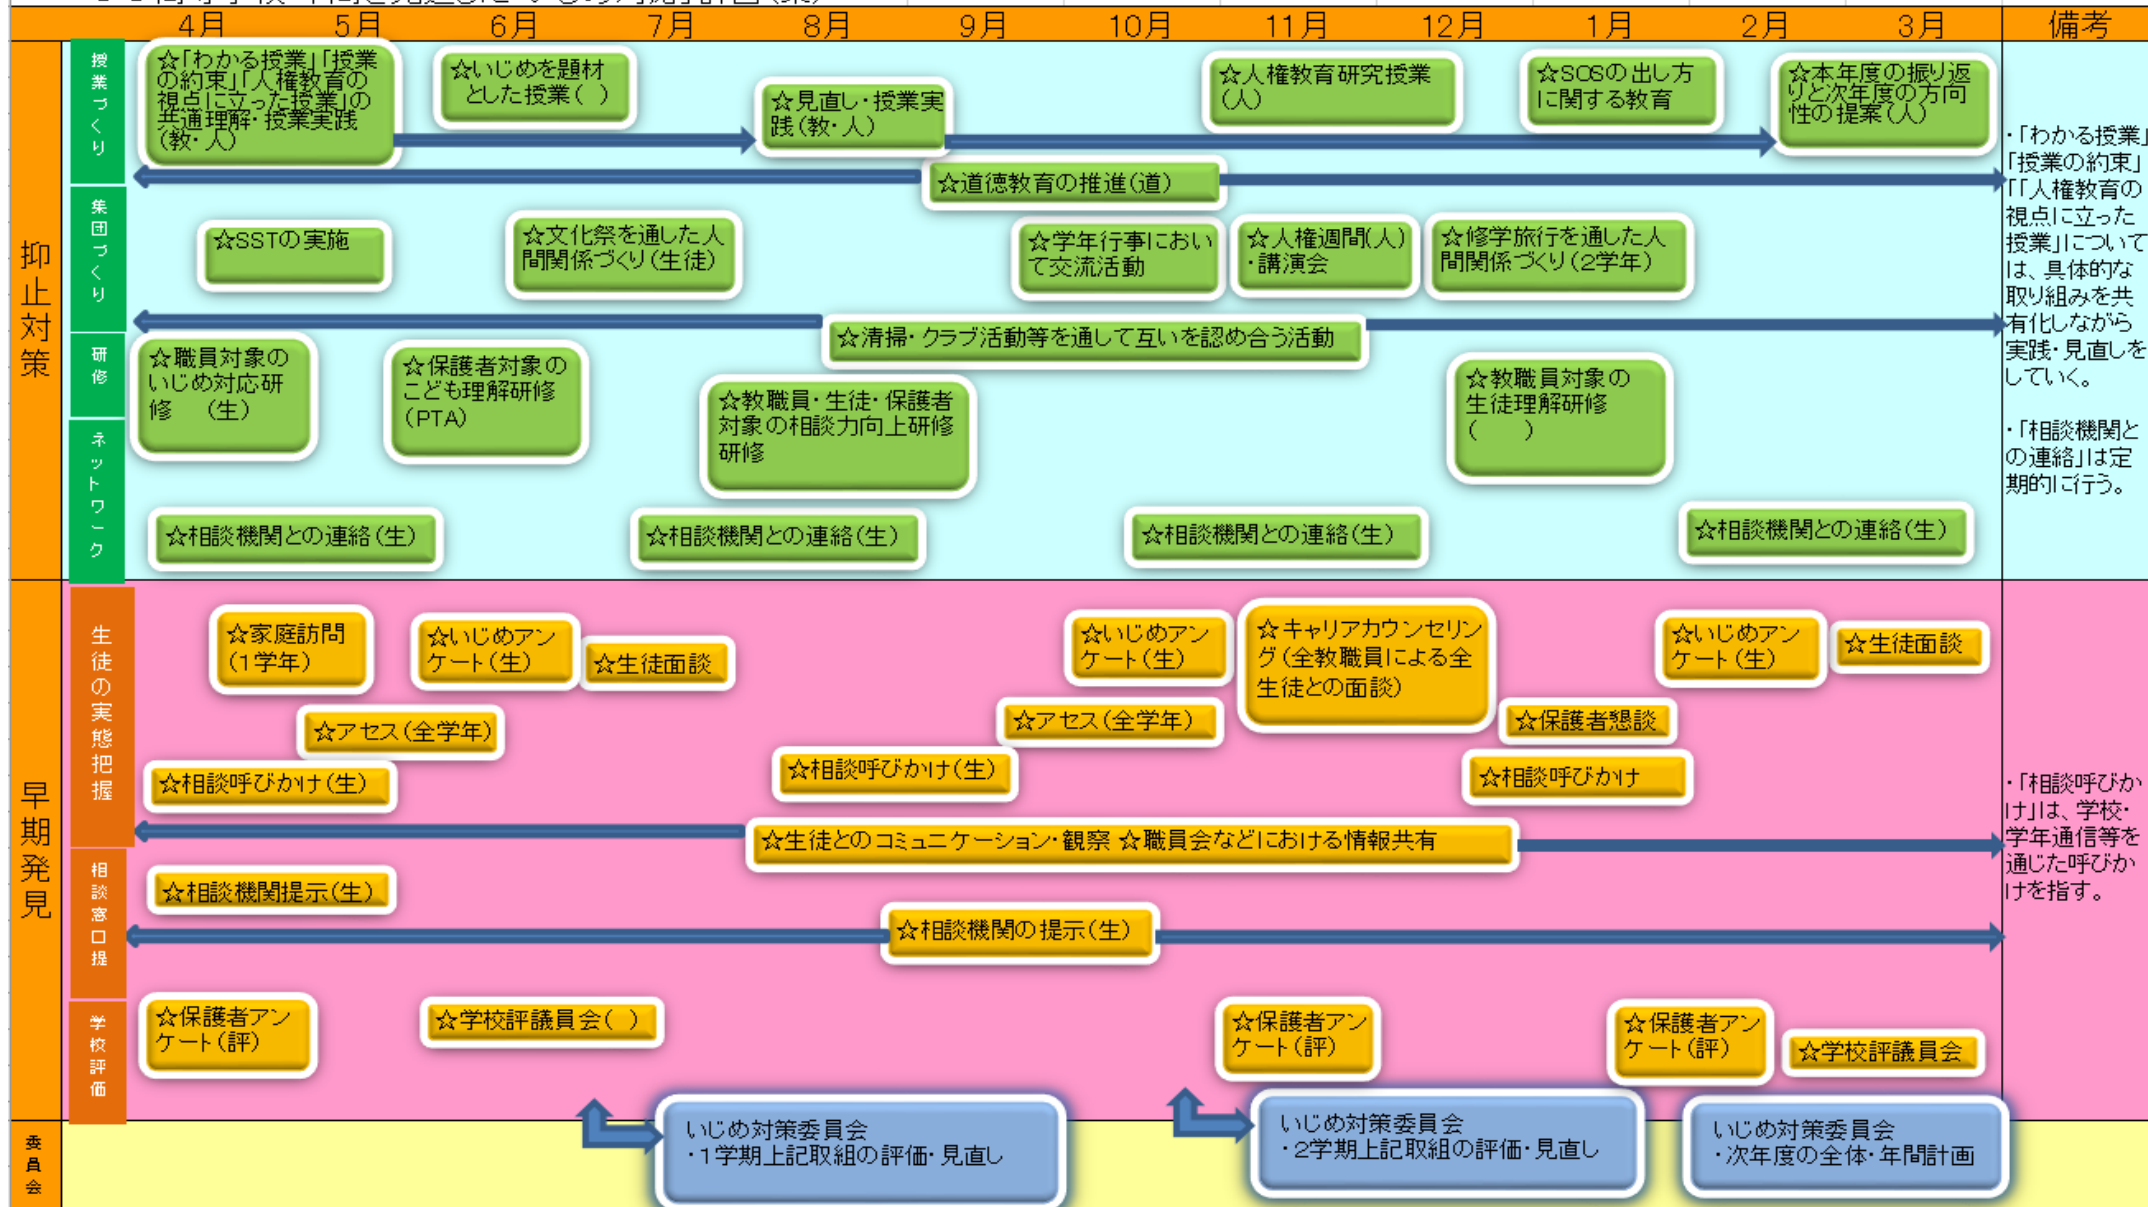 4月 5月 6月 7月 8月 9月 10月 11月 12月 1月 2月 3月 備考
抑止対策
授業づくり
☆「わかる授業」「授業
の約束」「人権教育の
視点に立った授業」の
共通理解・授業実践
(教・人)
☆いじめを題材
とした授業( )
☆見直し・授業実
践(教・人)
☆人権教育研究授業
(人)
☆SOSの出し方
に関する教育
☆本年度の振り返
りと次年度の方向
性の提案(人)
☆道徳教育の推進(道)
集団づくり
☆SSTの実施
☆文化祭を通した人
間関係づくり(生徒)
☆学年行事におい
て交流活動
☆人権週間(人)
・講演会
☆修学旅行を通した人
間関係づくり(2学年)
☆清掃・クラブ活動等を通して互いを認め合う活動
研修
☆職員対象の
いじめ対応研
修 (生)
☆保護者対象の
こども理解研修
(PTA)
☆教職員・生徒・保護者
対象の相談力向上研修
研修
☆教職員対象の
生徒理解研修
( )
ネットワーク
☆相談機関との連絡(生)
☆相談機関との連絡(生)
☆相談機関との連絡(生)
☆相談機関との連絡(生)
・「わかる授業」
「授業の約束」
「「人権教育の
視点に立った
授業」について
は、具体的な
取り組みを共
有化しながら
実践・見直しを
していく。
・「相談機関と
の連絡」は定
期的に行う。
早期発見
生徒の実態把握
☆家庭訪問
(1学年)
☆いじめアン
ケート(生)
☆生徒面談
☆いじめアン
ケート(生)
☆キャリアカウンセリン
グ(全教職員による全
生徒との面談)
☆いじめアン
ケート(生)
☆生徒面談
☆アセス(全学年)
☆アセス(全学年)
☆保護者懇談
☆相談呼びかけ(生)
☆相談呼びかけ(生)
☆相談呼びかけ
☆生徒とのコミュニケーション・観察 ☆職員会などにおける情報共有
相談窓口提
☆相談機関提示(生)
☆相談機関の提示(生)
学校評価
☆保護者アン
ケート(評)
☆学校評議員会( )
☆保護者アン
ケート(評)
☆保護者アン
ケート(評)
☆学校評議員会
・「相談呼びか
け」は、学校・
学年通信等を
通じた呼びか
けを指す。
委員会
いじめ対策委員会
・1学期上記取組の評価・見直し
いじめ対策委員会
・2学期上記取組の評価・見直し
いじめ対策委員会
・次年度の全体・年間計画